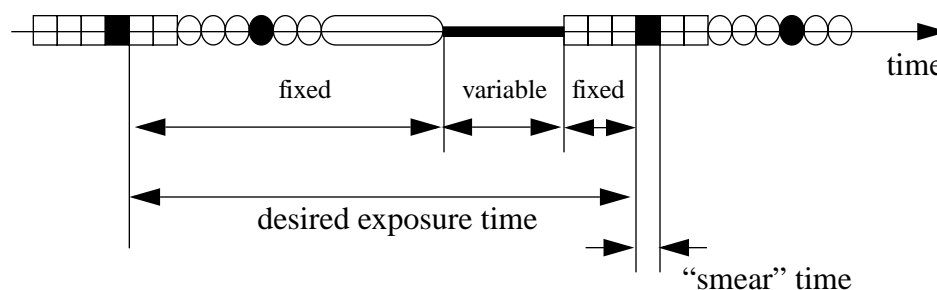 time
fixed
variable
fixed
desired exposure time
“smear” time